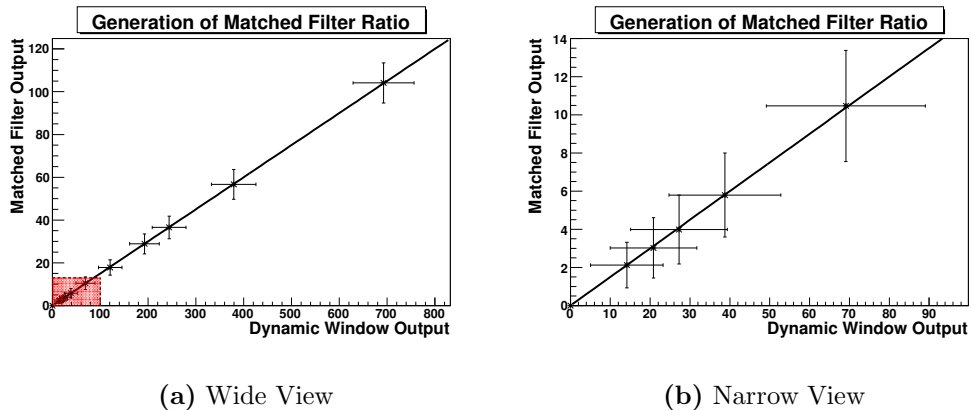 Generation of Matched Filter Ratio
Matched Filter Output
120
100
80
60
40
20
0
0 100 200 300 400 500 600 700 800
Dynamic Window Output
(a) Wide View
Generation of Matched Filter Ratio
Matched Filter Output
14
12
10
8
6
4
2
0
0 10 20 30 40 50 60 70 80 90
Dynamic Window Output
(b) Narrow View